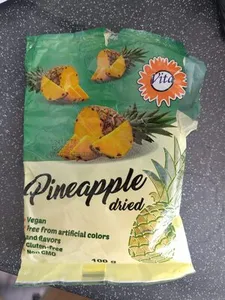 Vita
Pineapple
dried
Vegan
Free from artificial colors
and flavors
Gluten-free
Non GMO
100 g